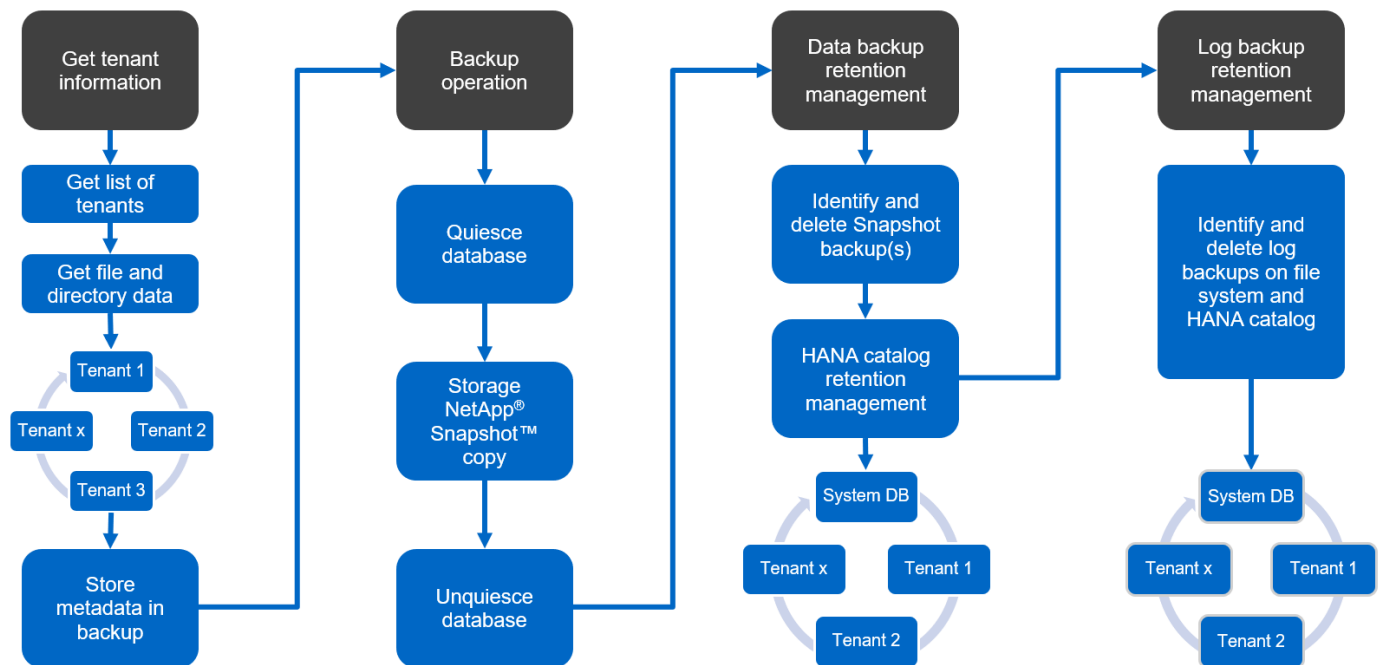 Get tenant
information
Get list of
tenants
Get file and
directory data
Tenant 1
Tenant x
Tenant 2
Tenant 3
Store
metadata in
backup
Backup
operation
Quiesce
database
Storage
NetApp®
Snapshot™
copy
Unquiesce
database
Data backup
retention
management
Identify and
delete Snapshot
backup(s)
HANA catalog
retention
management
System DB
Tenant x
Tenant 1
Tenant 2
Log backup
retention
management
Identify and
delete log
backups on file
system and
HANA catalog
System DB
Tenant x
Tenant 1
Tenant 2